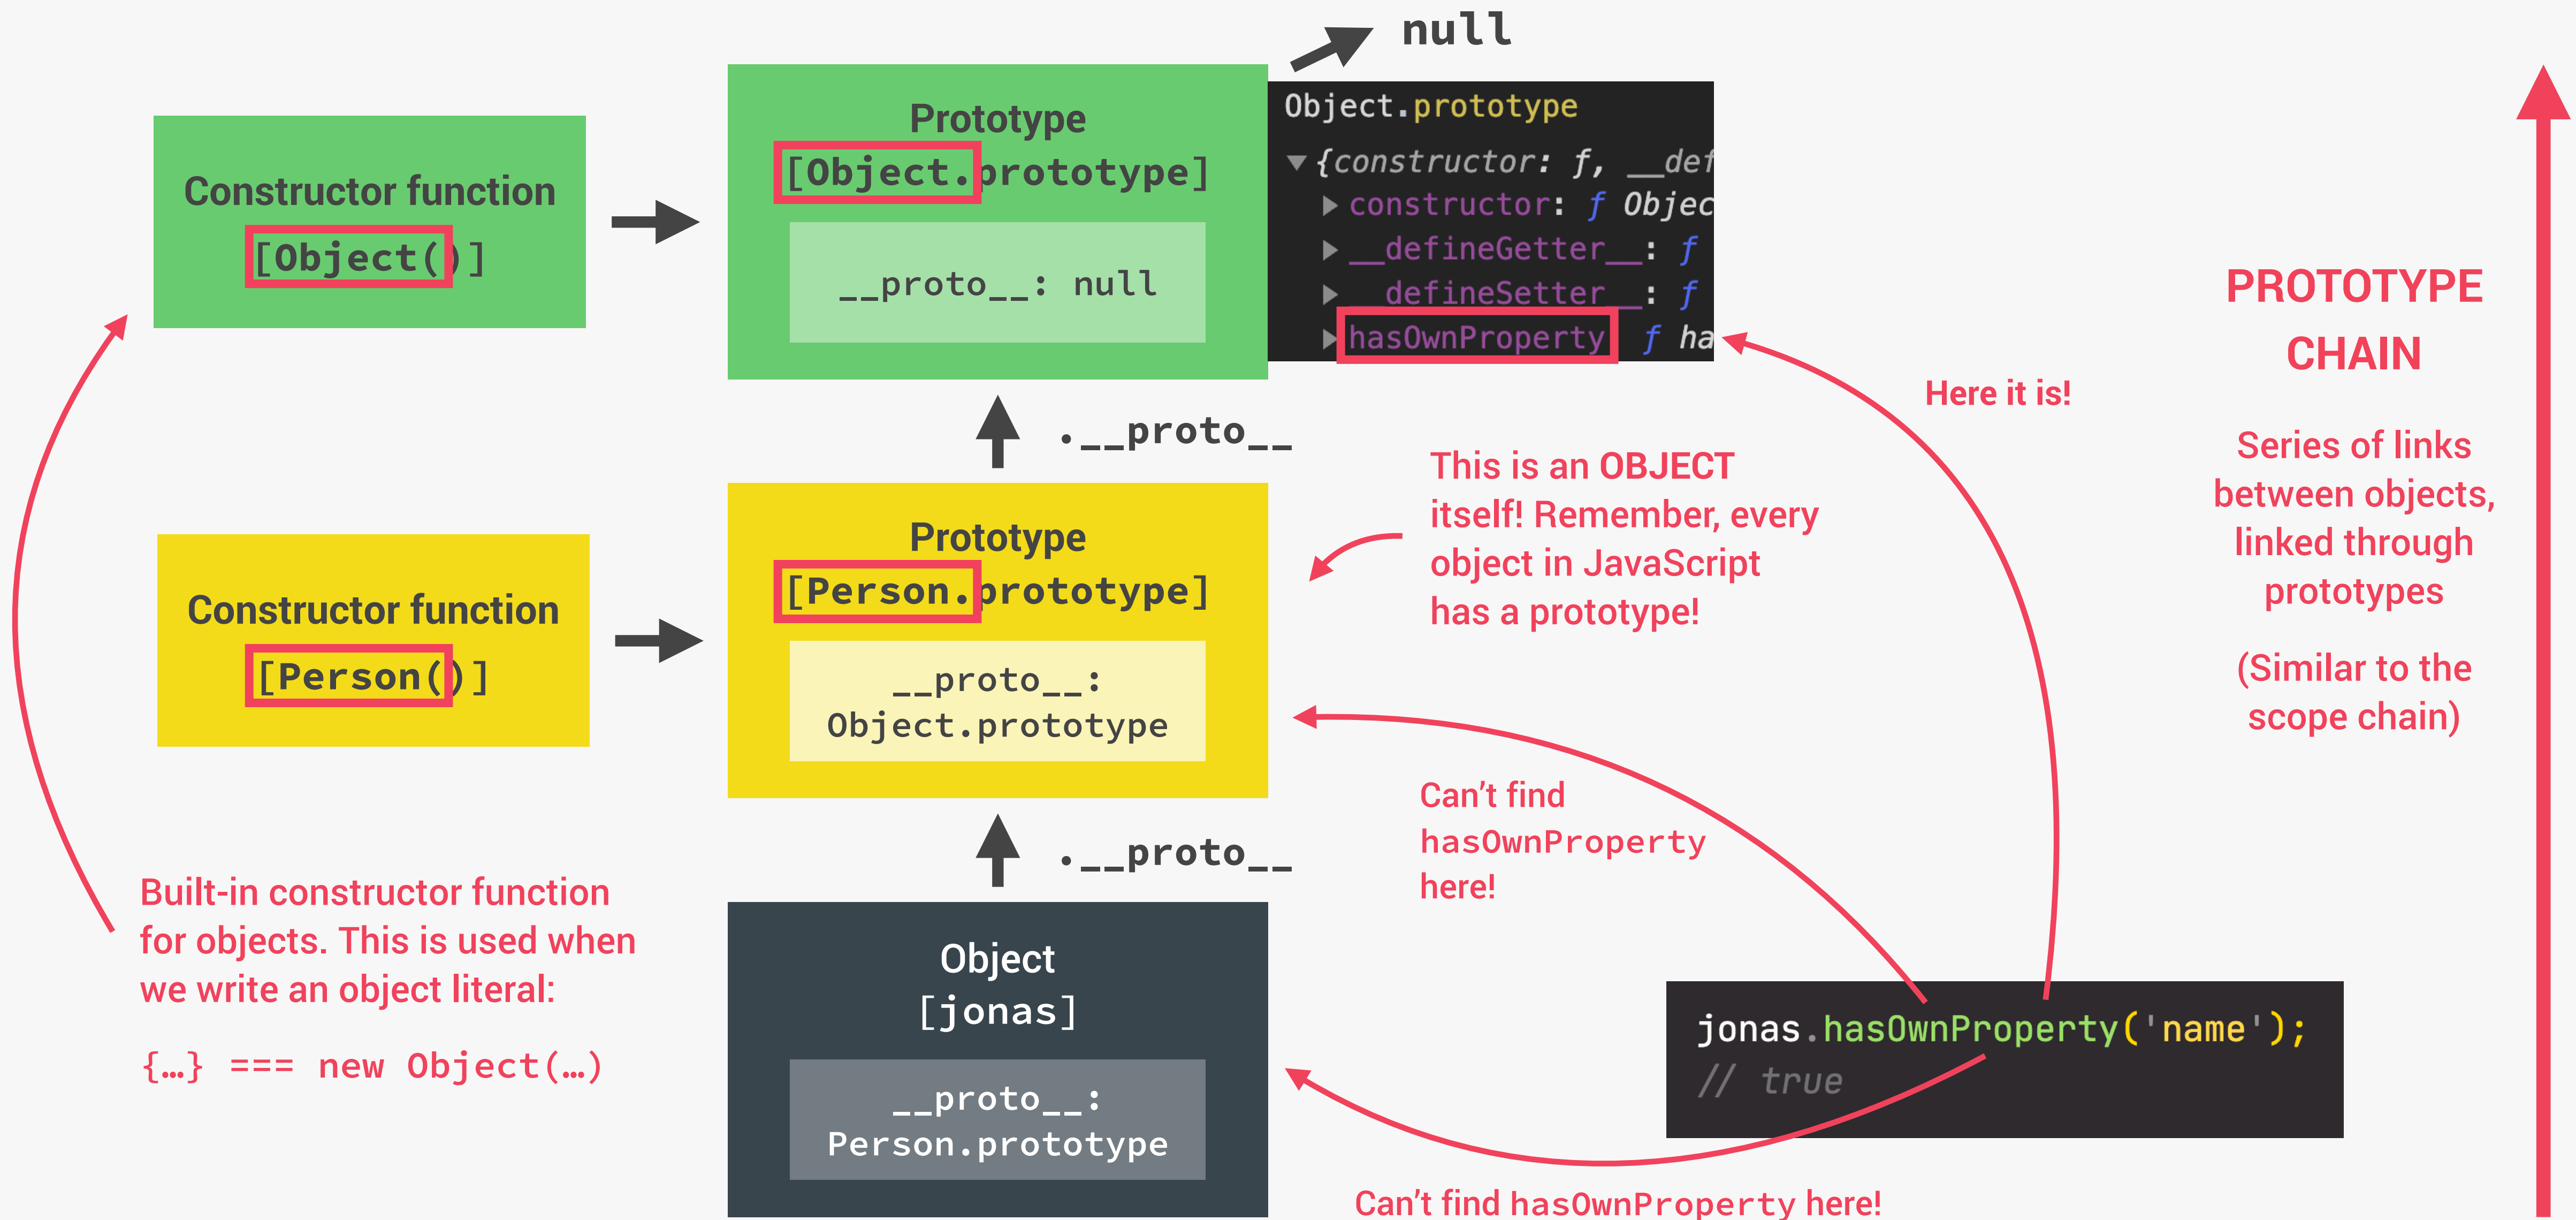 null
Constructor function
[Object()]
Prototype
[Object.prototype]
__proto__: null
Object.prototype
{constructor: ƒ, __def
constructor: ƒ Objec
__defineGetter__: ƒ
__defineSetter__: ƒ
hasOwnProperty ƒ ha
Here it is!
PROTOTYPE
CHAIN
Series of links
between objects,
linked through
prototypes
(Similar to the
scope chain)
.__proto__
Constructor function
[Person()]
Prototype
[Person.prototype]
__proto__:
Object.prototype
This is an OBJECT
itself! Remember, every
object in JavaScript
has a prototype!
Can't find
hasOwnProperty
here!
.__proto__
Built-in constructor function
for objects. This is used when
we write an object literal:
{…} === new Object(…)
Object
[jonas]
__proto__:
Person.prototype
jonas.hasOwnProperty('name');
// true
Can't find hasOwnProperty here!